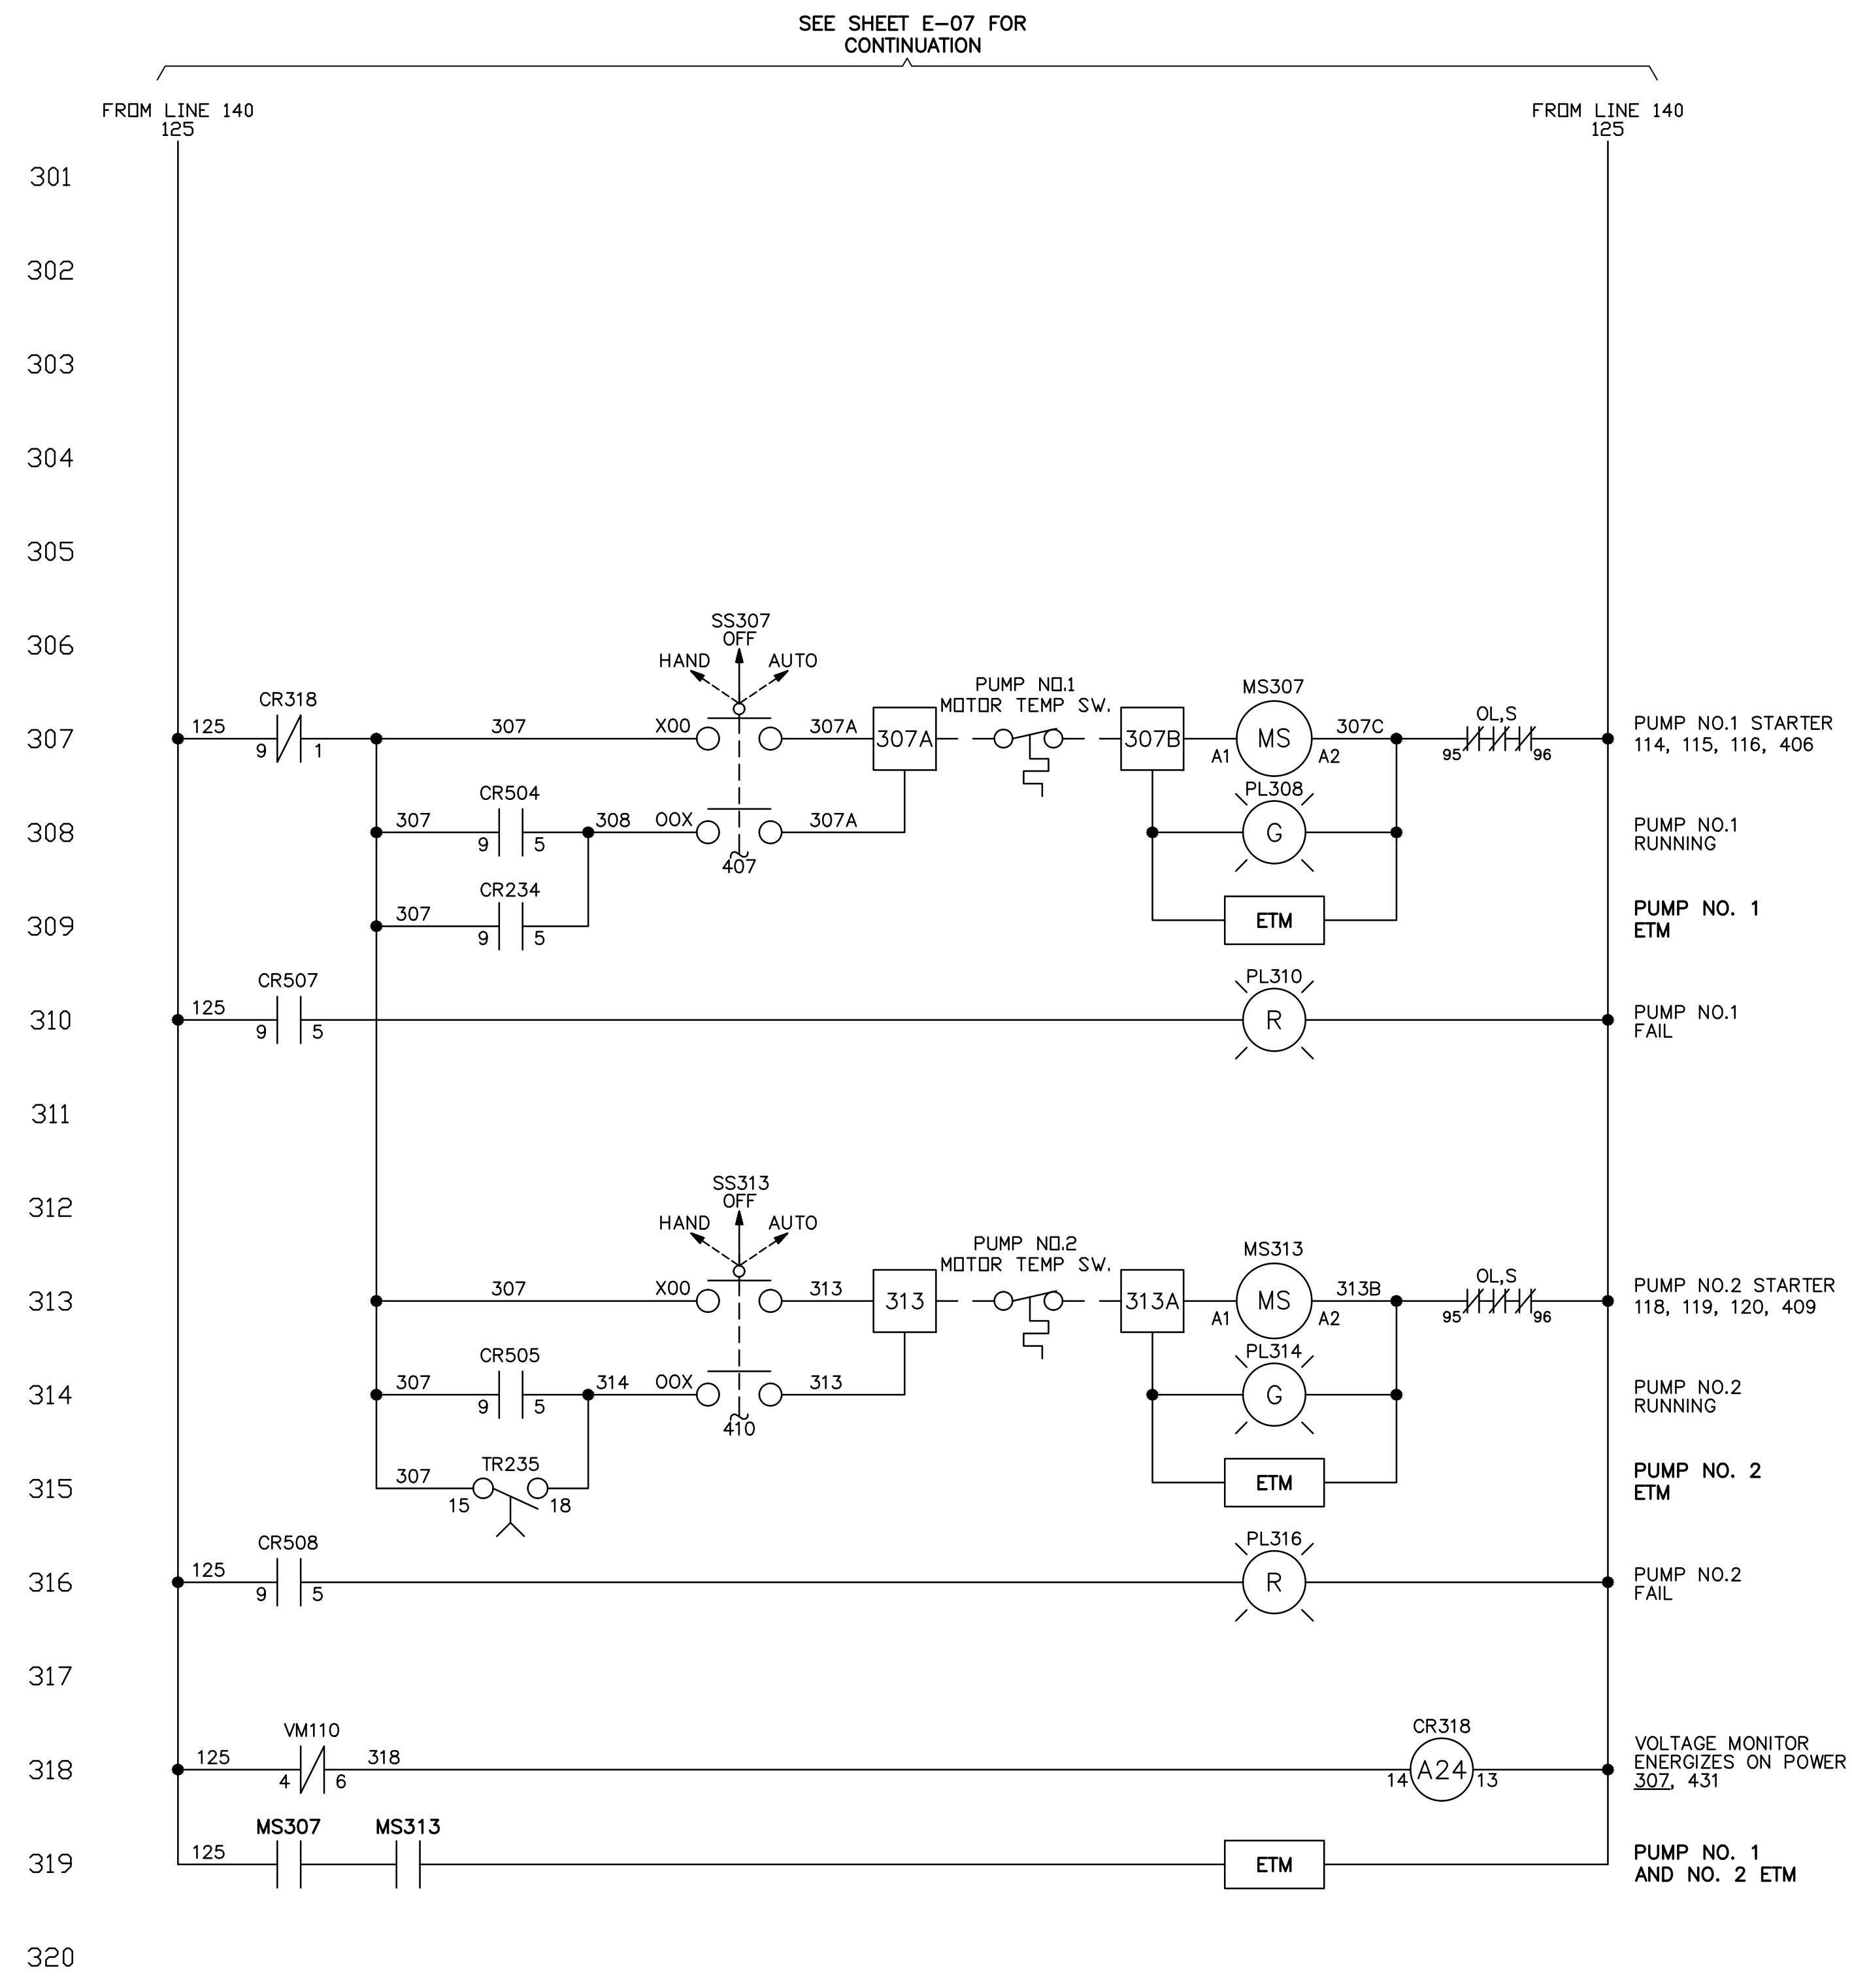 SEE SHEET E-07 FOR
CONTINUATION
FROM LINE 140
125
FROM LINE 140
125
301
302
303
304
305
306
SS307
OFF
HAND
AUTO
307
125
CR318
9
1
307
X00
307A
307A
PUMP NO.1
MOTOR TEMP SW.
307B
MS307
A1
MS
A2
307C
OL,S
95
96
PUMP NO.1 STARTER
114, 115, 116, 406
308
307
CR504
9
5
308
OOX
307A
407
PL308
G
PUMP NO.1
RUNNING
309
307
CR234
9
5
ETM
PUMP NO. 1
ETM
310
125
CR507
9
5
PL310
R
PUMP NO.1
FAIL
311
312
SS313
OFF
HAND
AUTO
313
307
X00
313
313
PUMP NO.2
MOTOR TEMP SW.
313A
MS313
A1
MS
A2
313B
OL,S
95
96
PUMP NO.2 STARTER
118, 119, 120, 409
314
307
CR505
9
5
314
OOX
313
410
PL314
G
PUMP NO.2
RUNNING
315
307
TR235
15
18
ETM
PUMP NO. 2
ETM
316
125
CR508
9
5
PL316
R
PUMP NO.2
FAIL
317
318
125
VM110
4
6
318
CR318
14
A24
13
VOLTAGE MONITOR
ENERGIZES ON POWER
307, 431
319
125
MS307
MS313
ETM
PUMP NO. 1
AND NO. 2 ETM
320